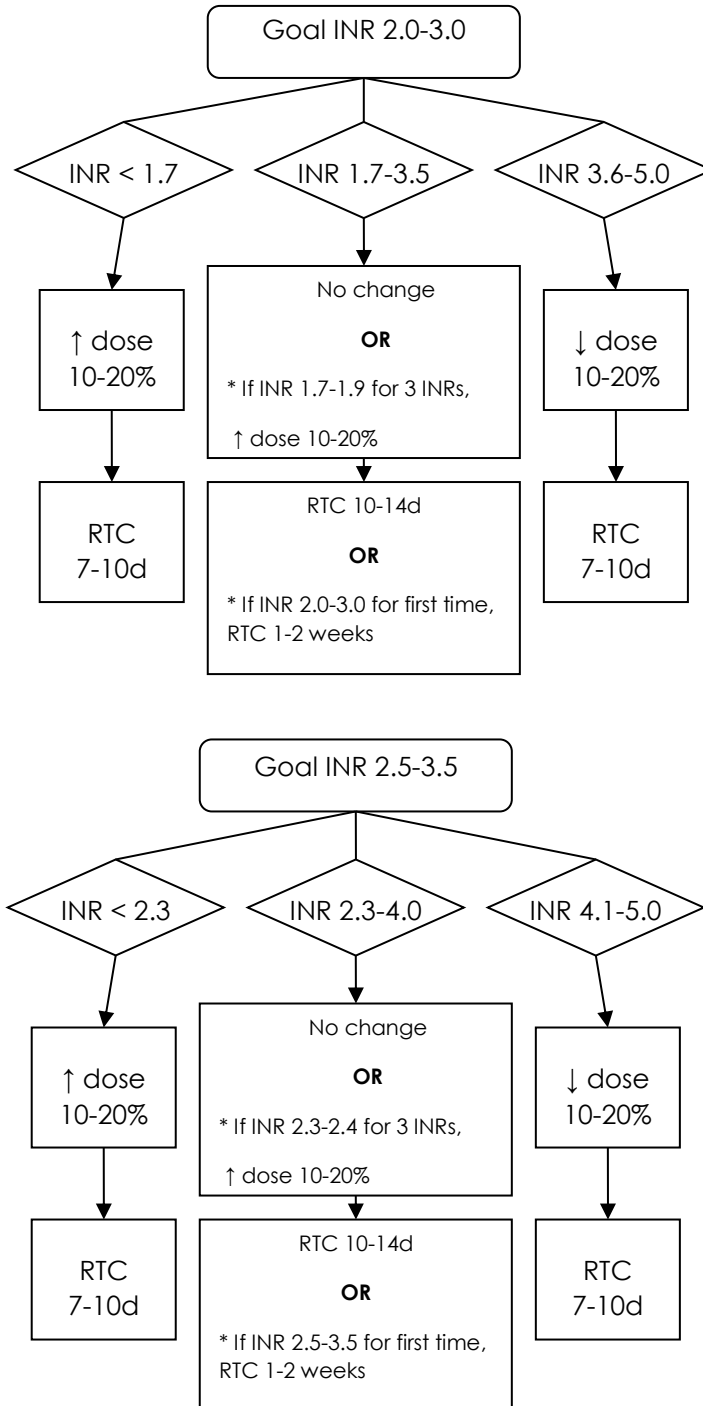 Goal INR 2.0-3.0
INR < 1.7
INR 1.7-3.5
INR 3.6-5.0
↑ dose
10-20%
No change
OR
* If INR 1.7-1.9 for 3 INRs,
↑ dose 10-20%
↓ dose
10-20%
RTC
7-10d
RTC 10-14d
OR
* If INR 2.0-3.0 for first time,
RTC 1-2 weeks
RTC
7-10d
Goal INR 2.5-3.5
INR < 2.3
INR 2.3-4.0
INR 4.1-5.0
↑ dose
10-20%
No change
OR
* If INR 2.3-2.4 for 3 INRs,
↑ dose 10-20%
↓ dose
10-20%
RTC
7-10d
RTC 10-14d
OR
* If INR 2.5-3.5 for first time,
RTC 1-2 weeks
RTC
7-10d